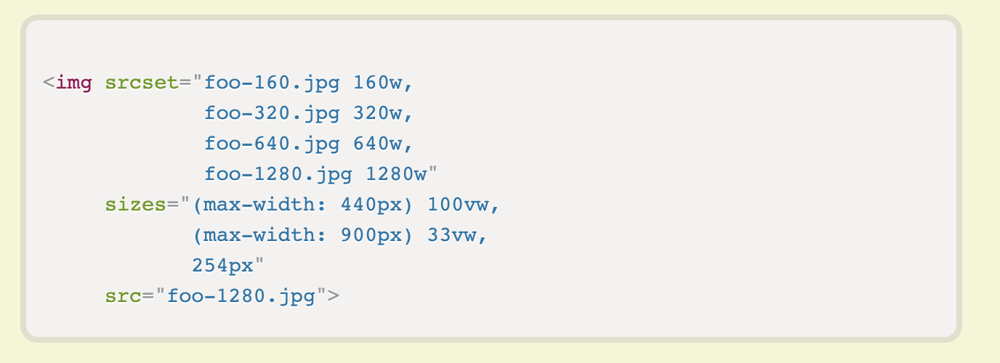 <img srcset="foo-160.jpg 160w,
foo-320.jpg 320w,
foo-640.jpg 640w,
foo-1280.jpg 1280w"
sizes="(max-width: 440px) 100vw,
(max-width: 900px) 33vw,
254px"
src="foo-1280.jpg">